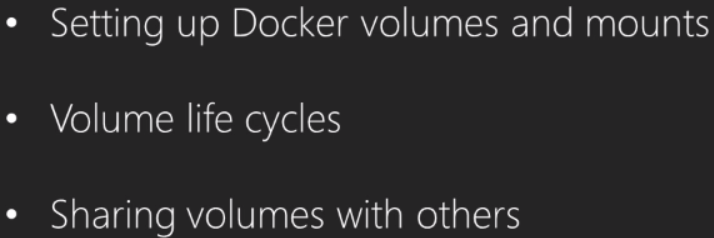 • Setting up Docker volumes and mounts
• Volume life cycles
• Sharing volumes with others